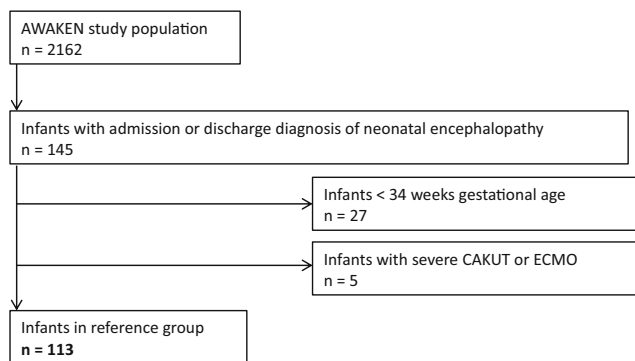 AWAKEN study population
n = 2162
Infants with admission or discharge diagnosis of neonatal encephalopathy
n = 145
Infants < 34 weeks gestational age
n = 27
Infants with severe CAKUT or ECMO
n = 5
Infants in reference group
n = 113